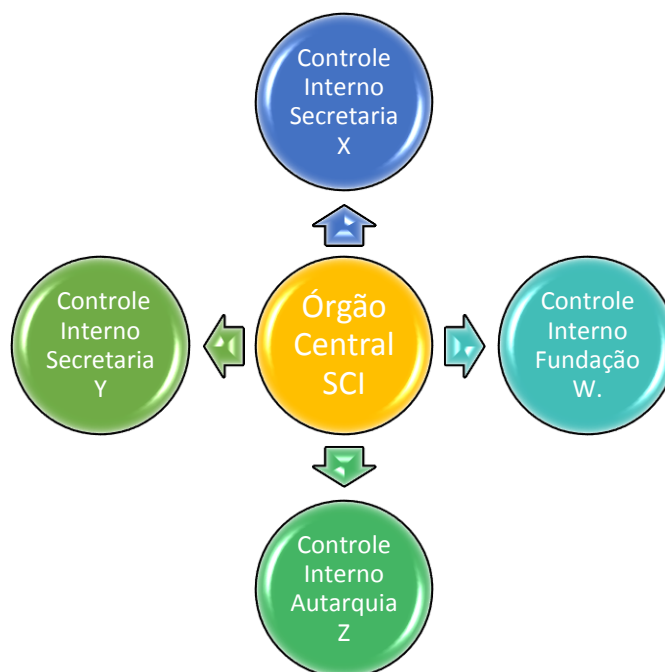 Controle
Interno
Secretaria
X
Controle
Interno
Secretaria
Y
Órgão
Central
SCI
Controle
Interno
Fundação
W.
Controle
Interno
Autarquia
Z